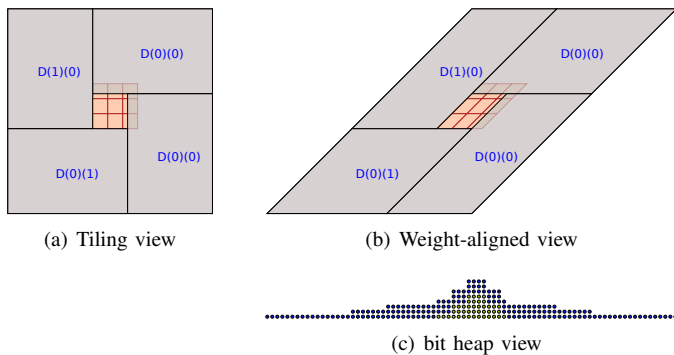 D(1)(0)
D(0)(0)
D(0)(1)
D(0)(0)
(a) Tiling view
D(0)(0)
D(1)(0)
D(0)(0)
D(0)(1)
(b) Weight-aligned view
(c) bit heap view